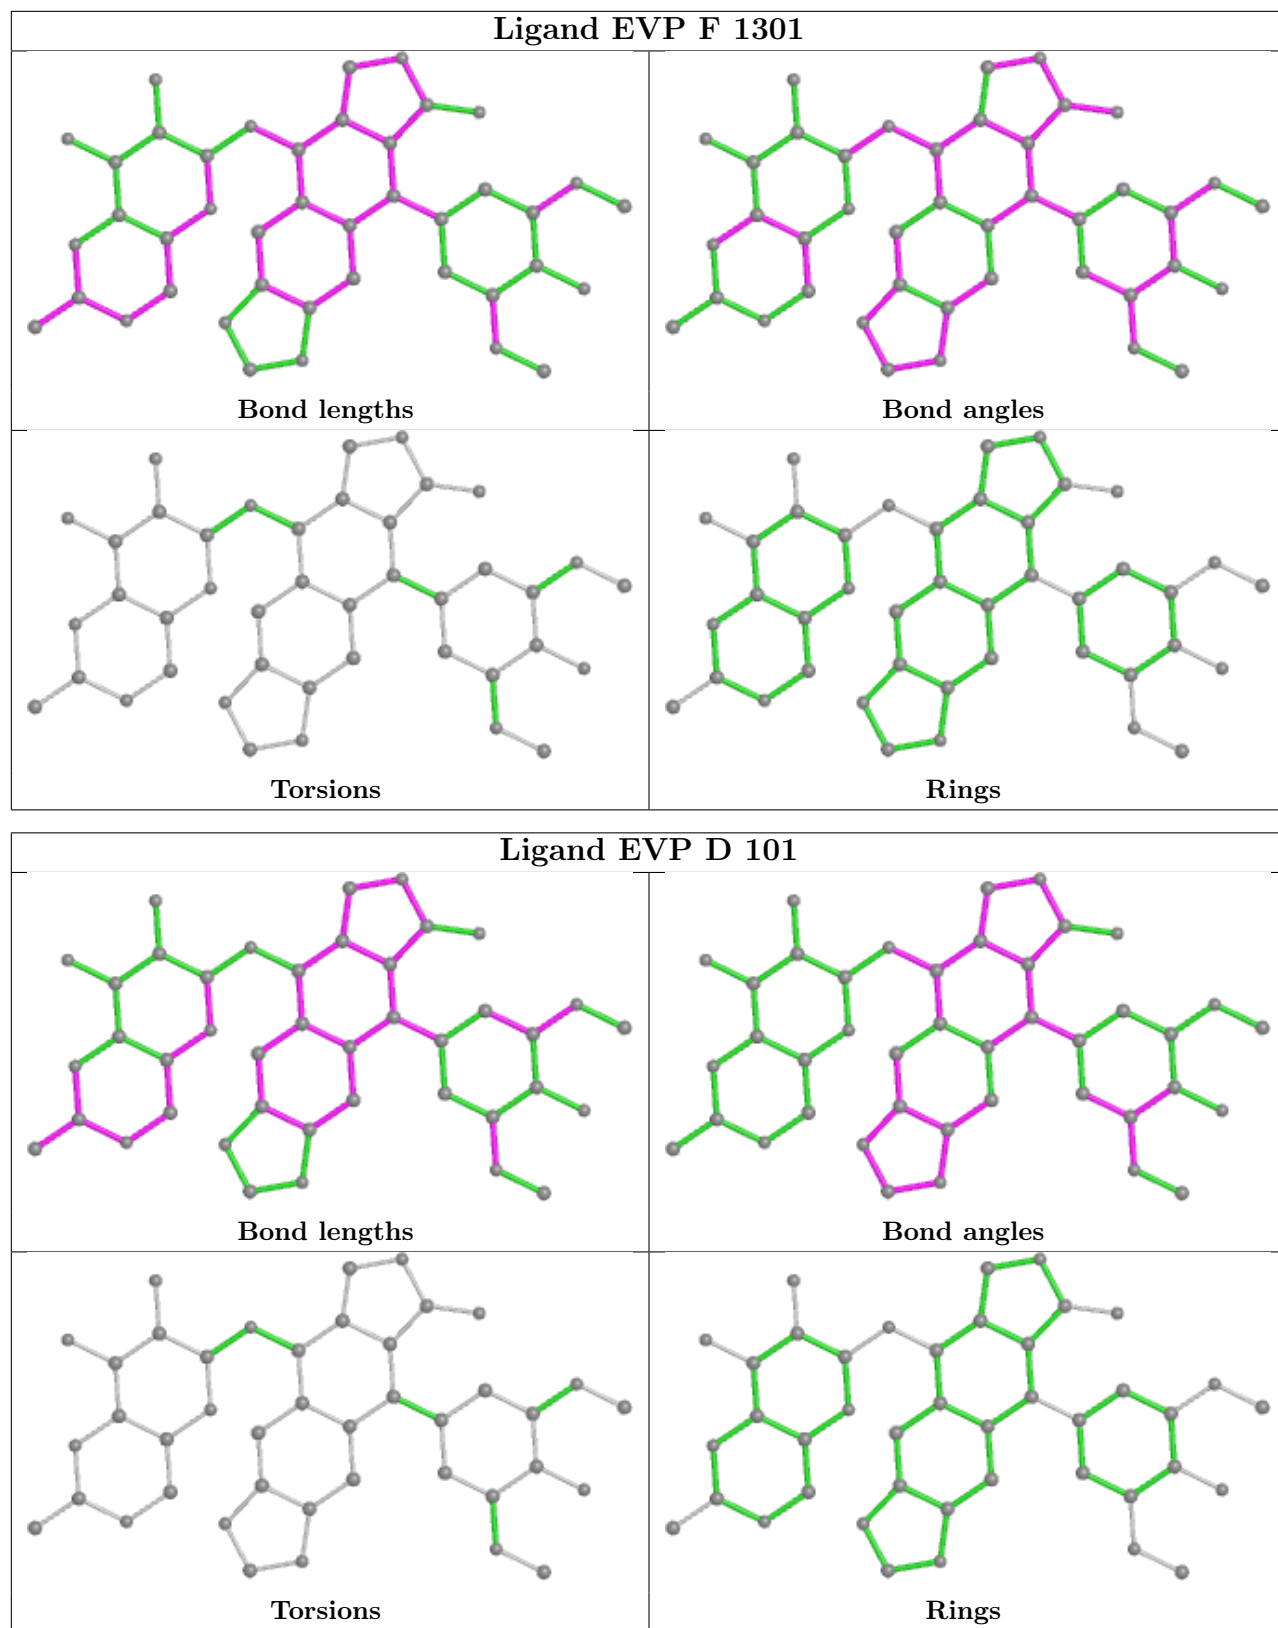 Ligand EVP F 1301
Bond lengths
Bond angles
Torsions
Rings
Ligand EVP D 101
Bond lengths
Bond angles
Torsions
Rings